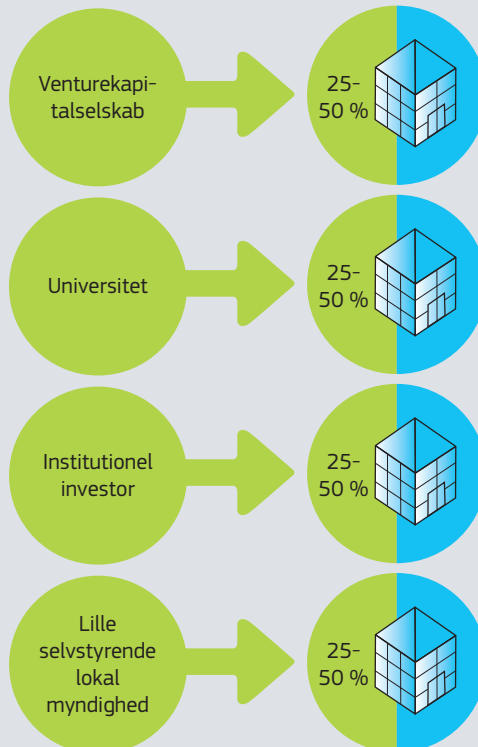 Venturekapi-
talselskab
25-
50 %
Universitet
25-
50 %
Institutionel
investor
25-
50 %
Lille
selvstyrende
lokal
myndighed
25-
50 %